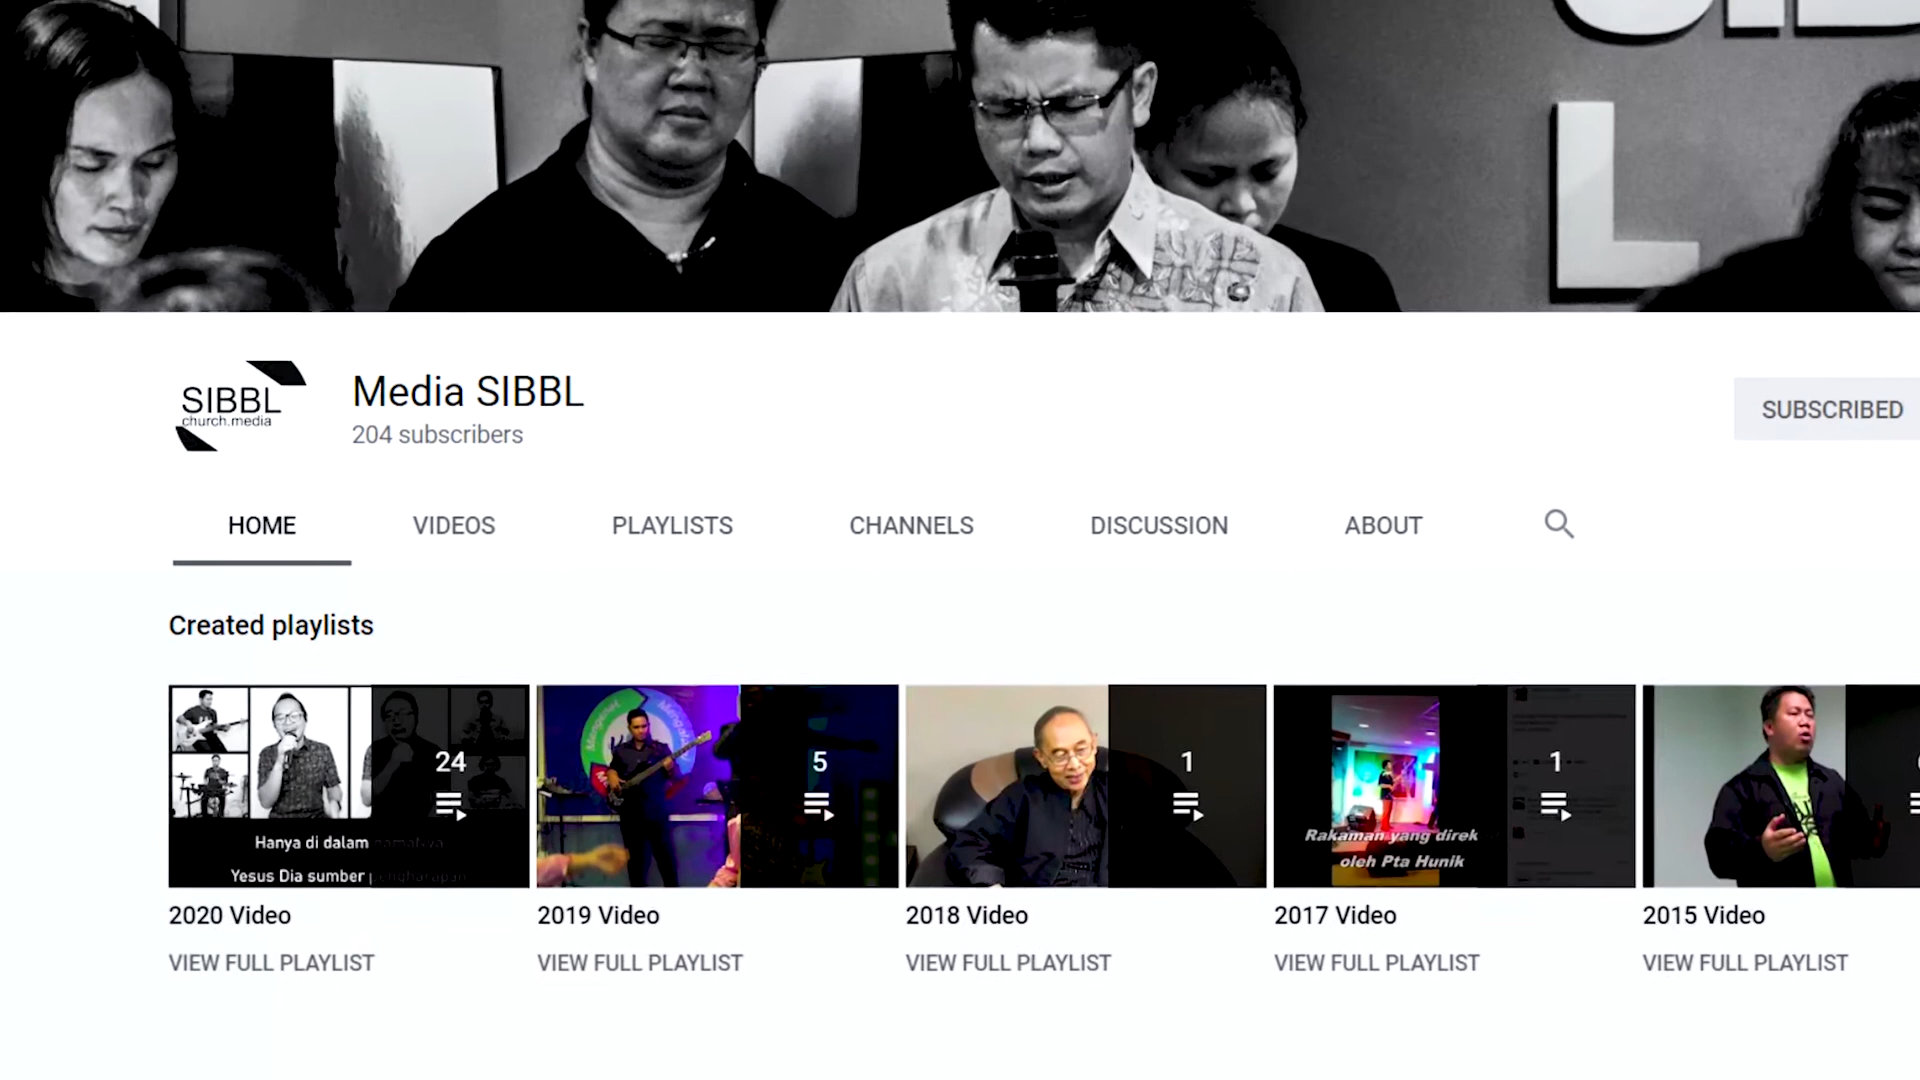 L
SIBBL
church.media
Media SIBBL
204 subscribers
SUBSCRIBED
HOME
VIDEOS
PLAYLISTS
CHANNELS
DISCUSSION
ABOUT
Created playlists
24
Hanya di dalam namaNya
Yesus Dia sumber pengharapan
5
1
1
Rakaman yang direk
oleh Pta Hunik
2020 Video
2019 Video
2018 Video
2017 Video
2015 Video
VIEW FULL PLAYLIST
VIEW FULL PLAYLIST
VIEW FULL PLAYLIST
VIEW FULL PLAYLIST
VIEW FULL PLAYLIST